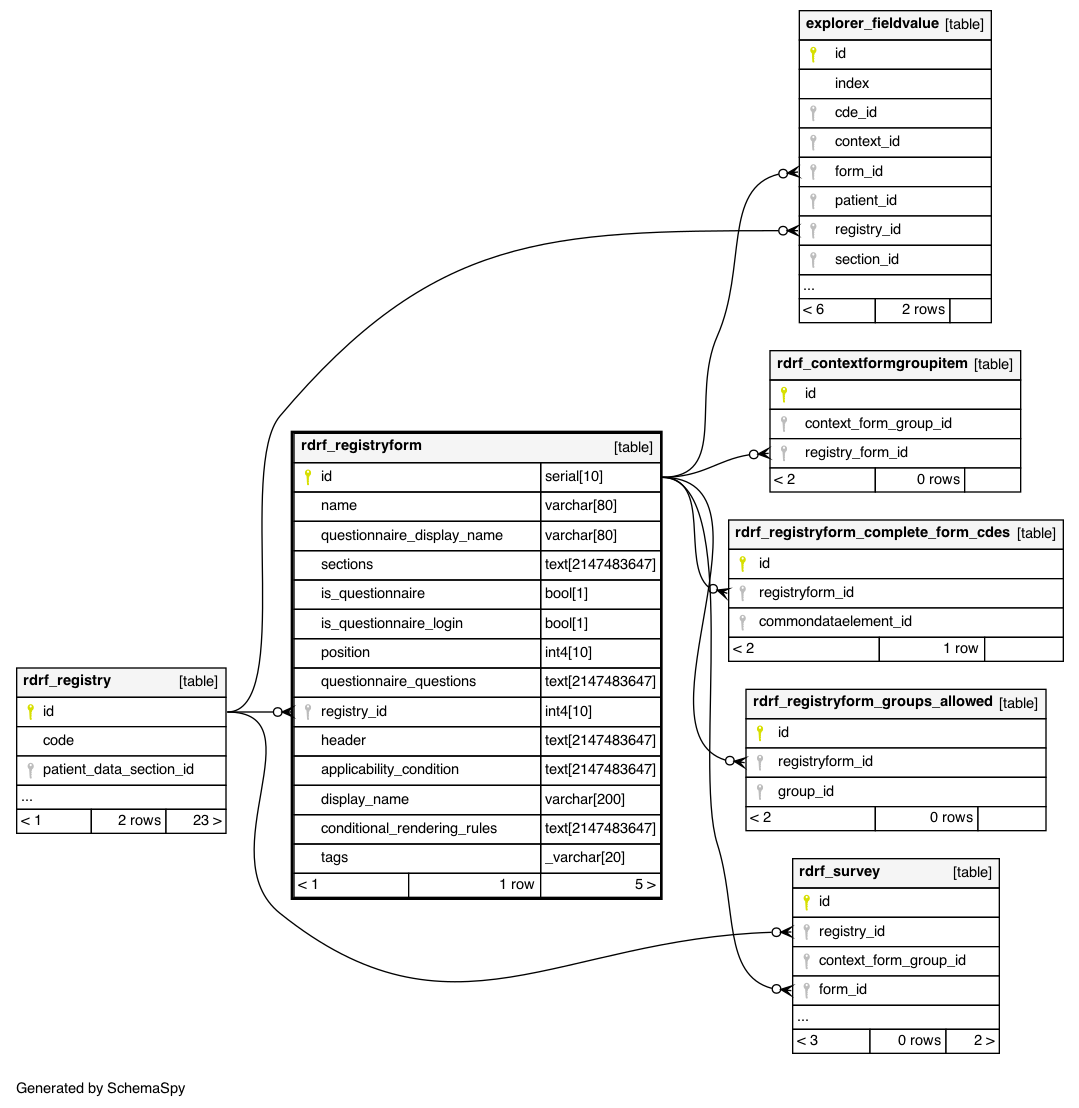 explorer_fieldvalue [table]
id
index
cde_id
context_id
form_id
patient_id
registry_id
section_id
...
< 6 2 rows
rdrf_contextformgroupitem [table]
id
context_form_group_id
registry_form_id
< 2 0 rows
rdrf_registryform [table]
id serial[10]
name varchar[80]
questionnaire_display_name varchar[80]
sections text[2147483647]
is_questionnaire bool[1]
is_questionnaire_login bool[1]
position int4[10]
questionnaire_questions text[2147483647]
registry_id int4[10]
header text[2147483647]
applicability_condition text[2147483647]
display_name varchar[200]
conditional_rendering_rules text[2147483647]
tags _varchar[20]
< 1 1 row 5 >
rdrf_registryform_complete_form_cdes [table]
id
registryform_id
commondataelement_id
< 2 1 row
rdrf_registry [table]
id
code
patient_data_section_id
...
< 1 2 rows 23 >
rdrf_registryform_groups_allowed [table]
id
registryform_id
group_id
< 2 0 rows
rdrf_survey [table]
id
registry_id
context_form_group_id
form_id
...
< 3 0 rows 2 >
Generated by SchemaSpy